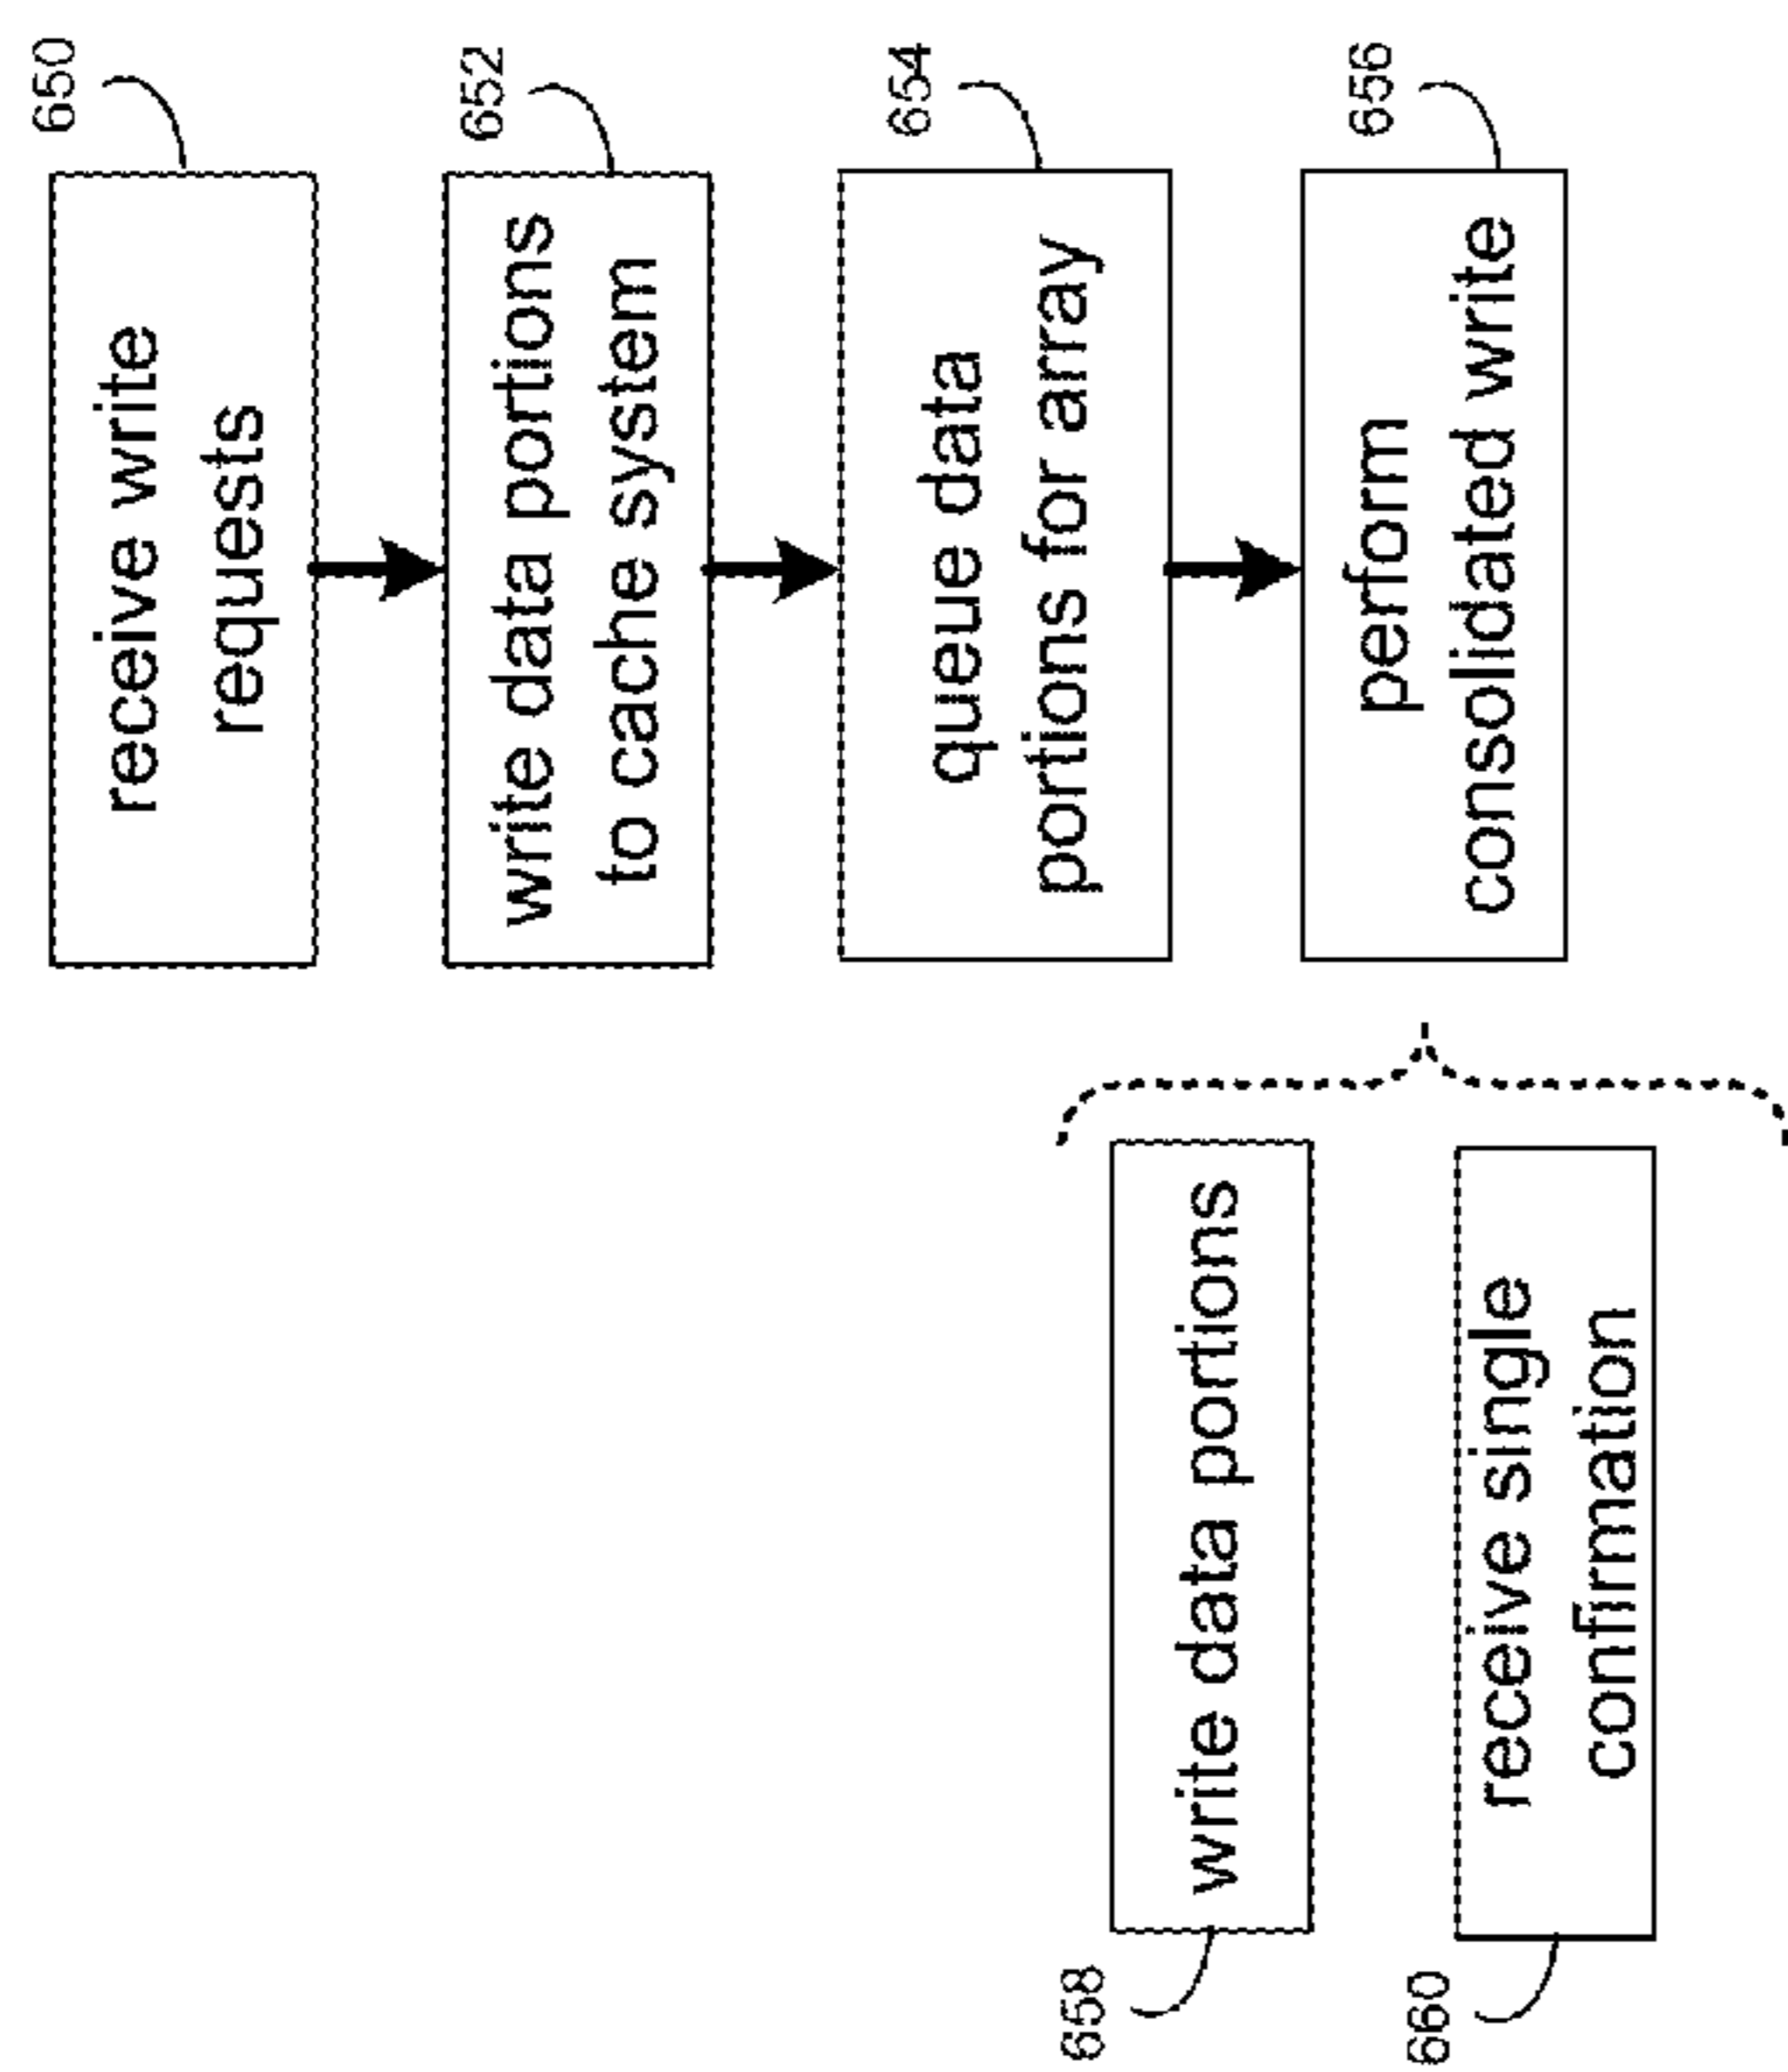 650
receive write
requests
652
write data portions
to cache system
654
queue data
portions for array
656
perform
consolidated write
658
write data portions
660
receive single
confirmation